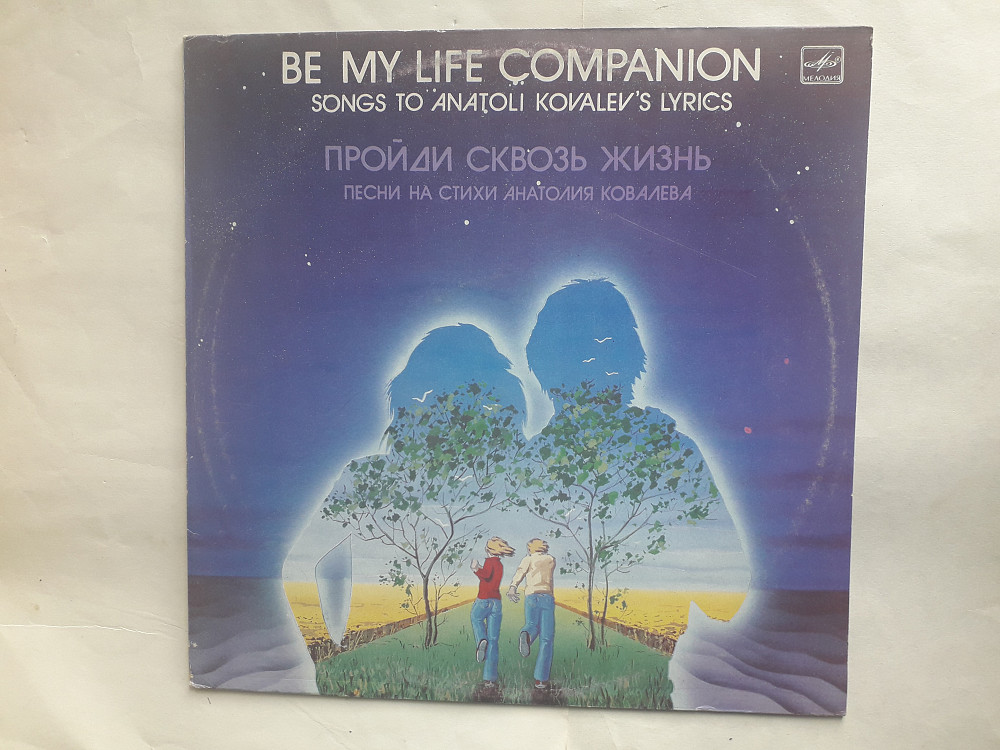 BE MY LIFE COMPANION
МЕЛОДИЯ
SONGS TO ANATOLI KOVALEV'S LYRICS
ПРОЙДИ СКВОЗЬ ЖИЗНЬ
ПЕСНИ НА СТИХИ АНАТОЛИЯ КОВАЛЕВА